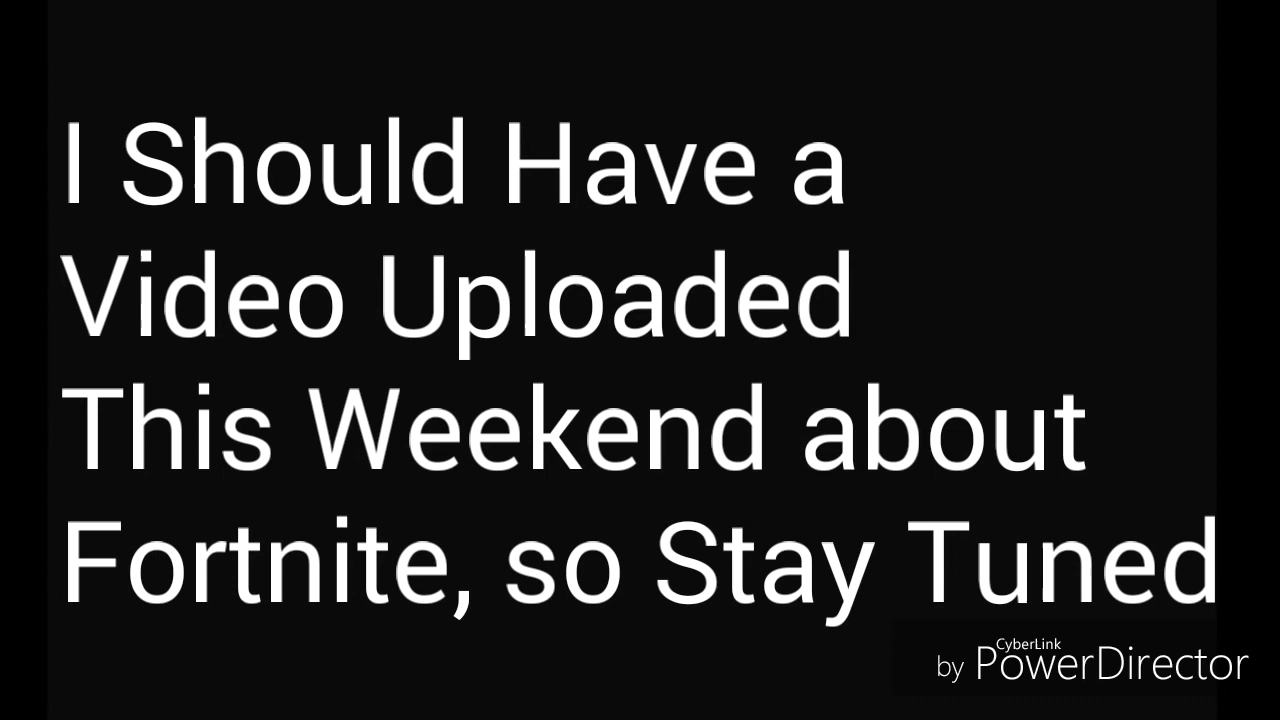 I Should Have a
Video Uploaded
This Weekend about
Fortnite, so Stay Tuned
CyberLink
by PowerDirector